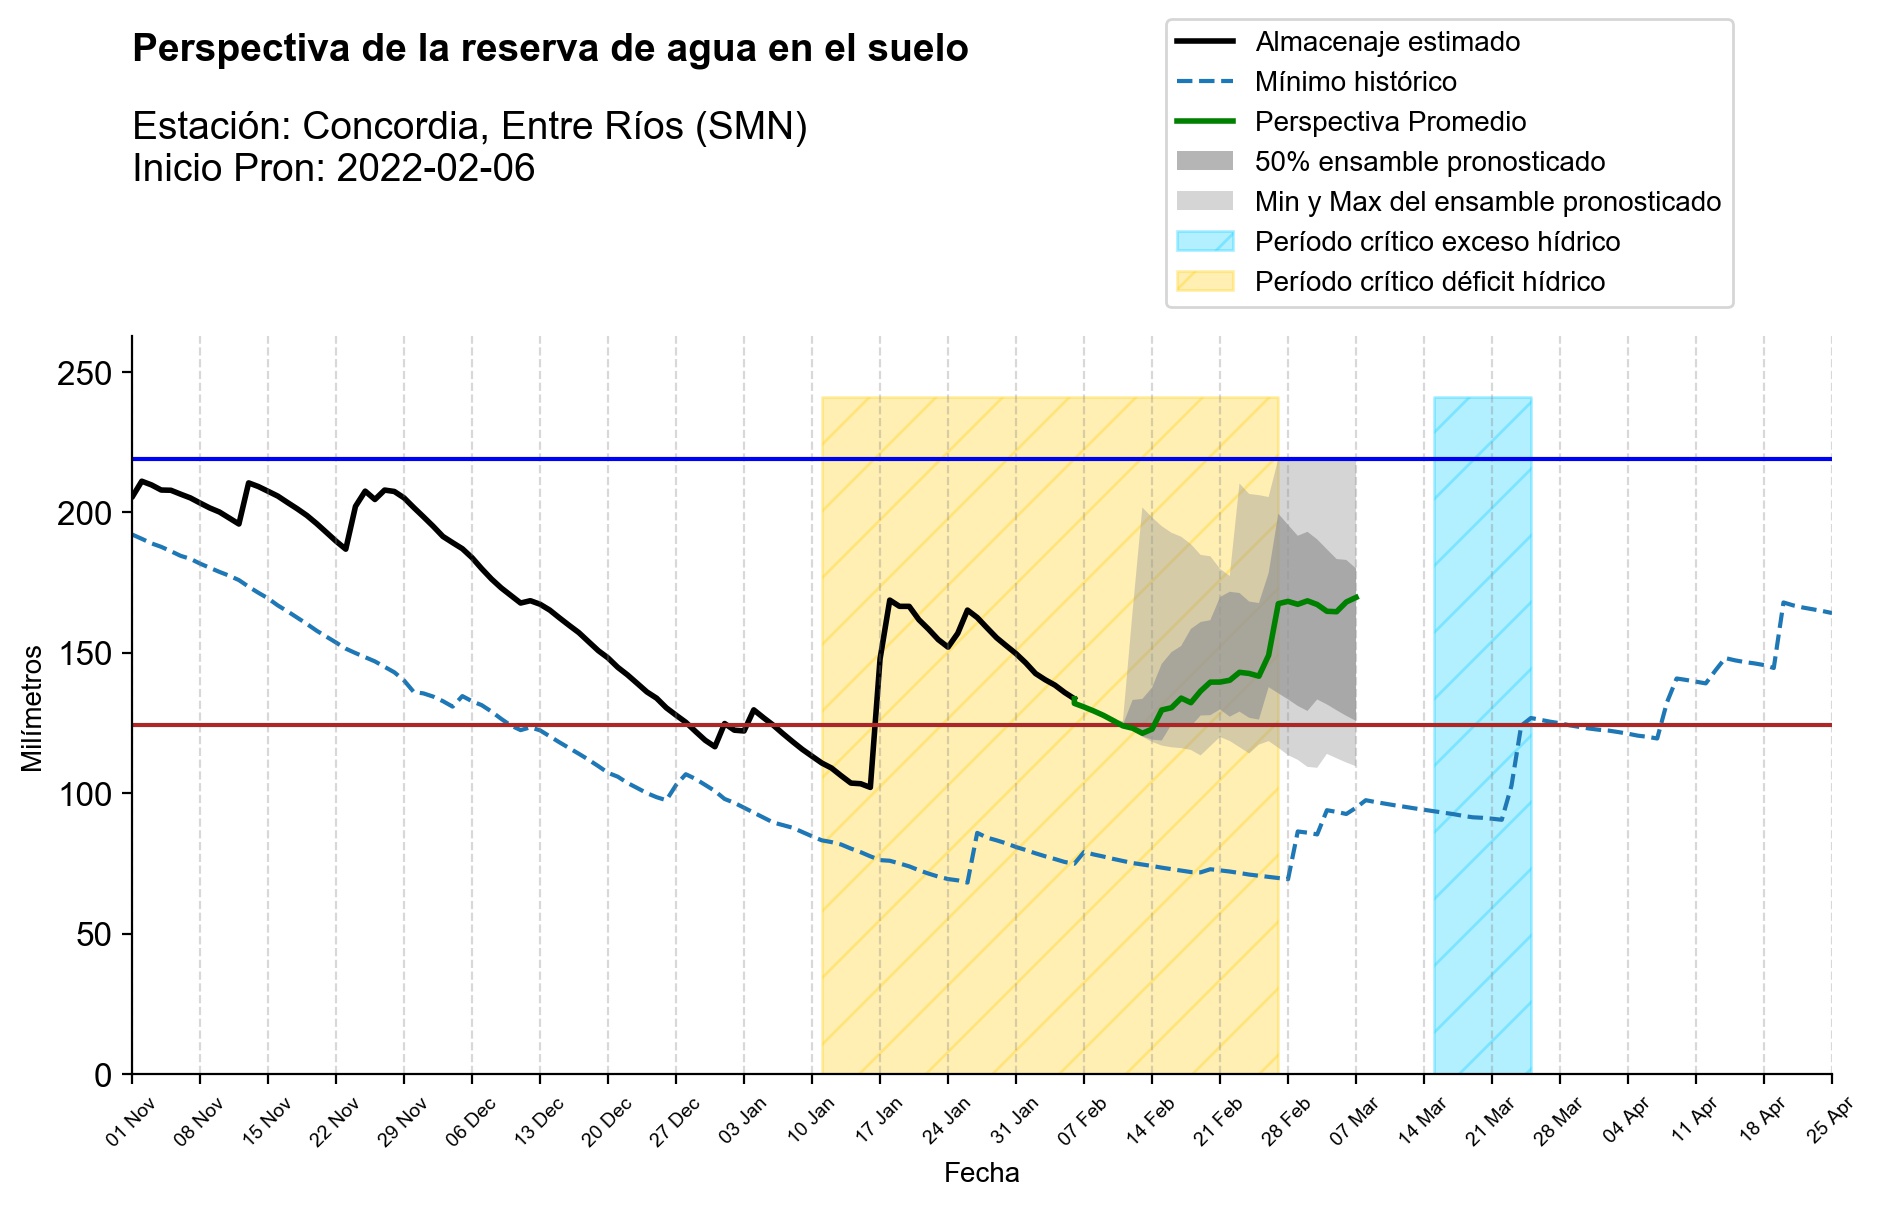 Perspectiva de la reserva de agua en el suelo
Estación: Concordia, Entre Ríos (SMN)
Inicio Pron: 2022-02-06
Almacenaje estimado
Mínimo histórico
Perspectiva Promedio
50% ensamble pronosticado
Min y Max del ensamble pronosticado
Período crítico exceso hídrico
Período crítico déficit hídrico
250
200
150
100
50
0
Milímetros
01 Nov
08 Nov
15 Nov
22 Nov
29 Nov
06 Dec
13 Dec
20 Dec
27 Dec
03 Jan
10 Jan
17 Jan
24 Jan
31 Jan
07 Feb
14 Feb
21 Feb
28 Feb
07 Mar
14 Mar
21 Mar
28 Mar
04 Apr
11 Apr
18 Apr
25 Apr
Fecha